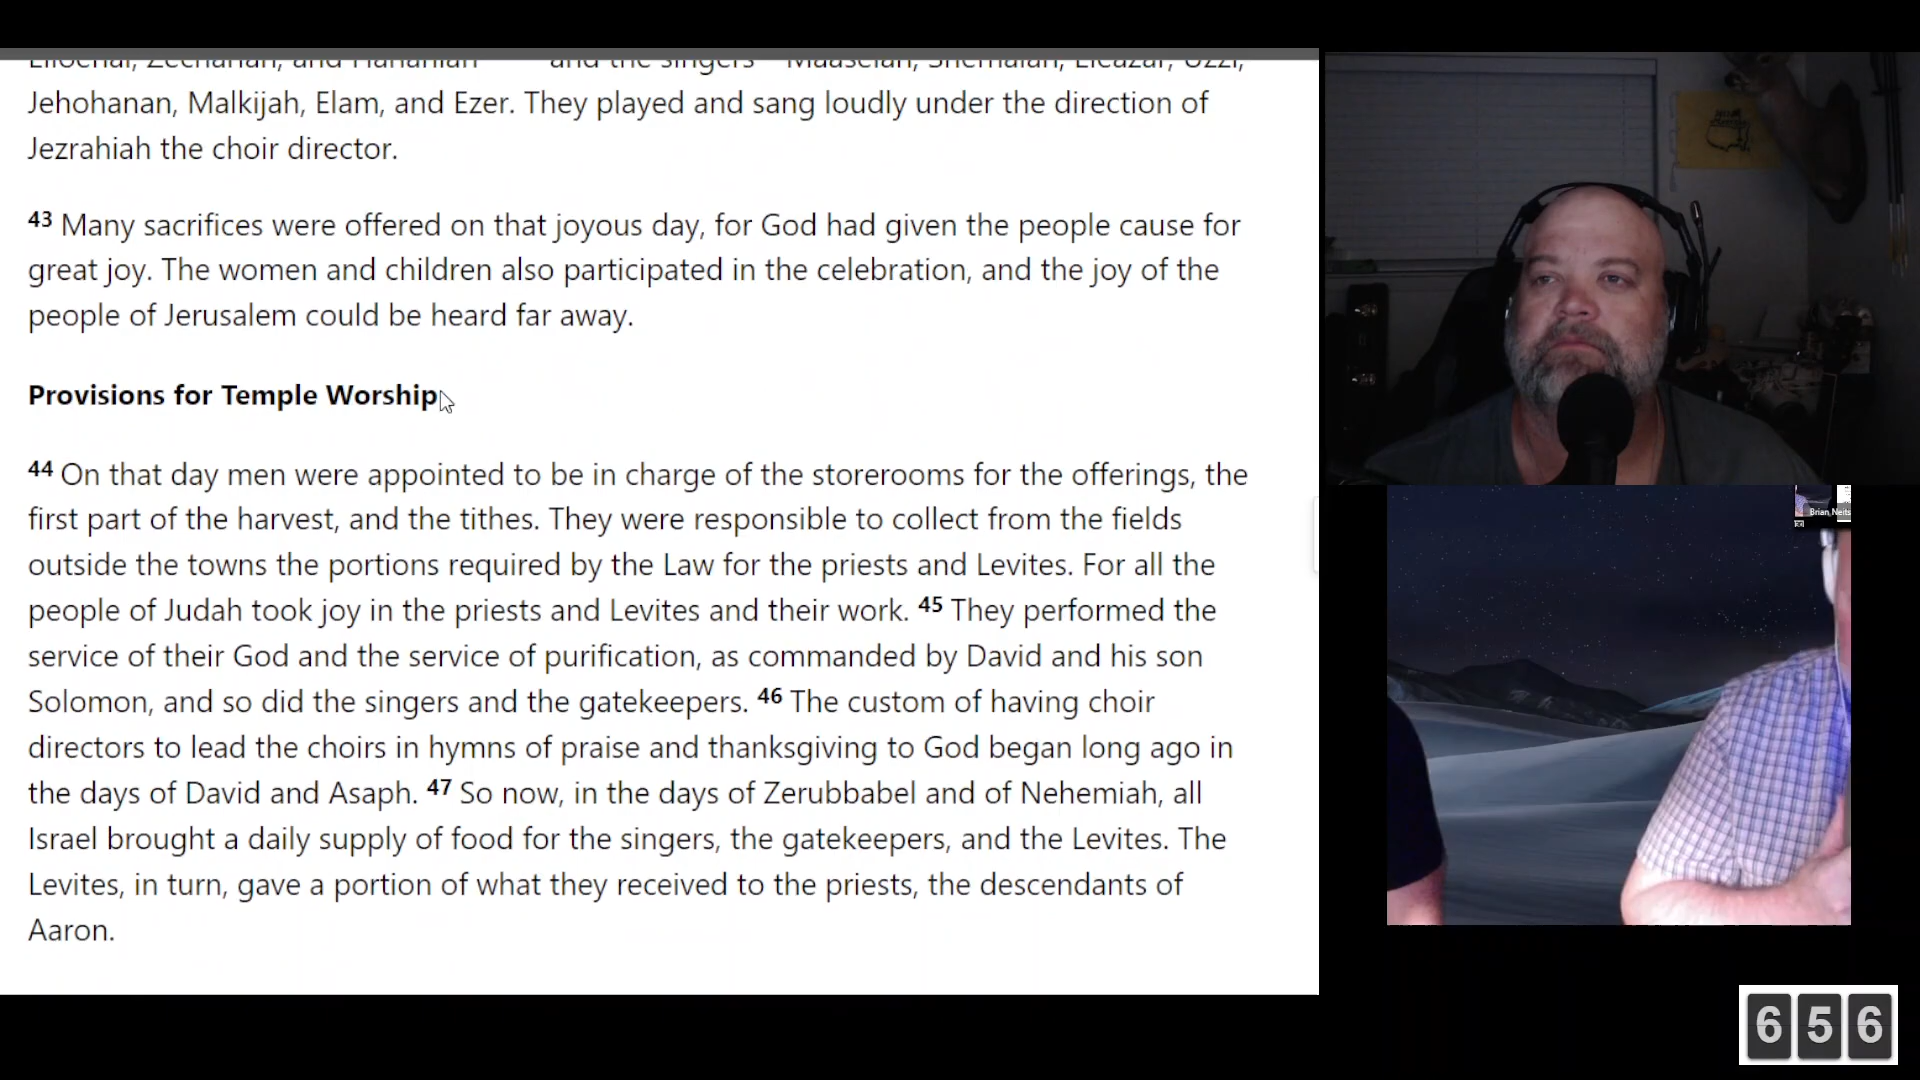 Jehohanan, Malkijah, Elam, and Ezer. They played and sang loudly under the direction of
Jezrahiah the choir director.
43 Many sacrifices were offered on that joyous day, for God had given the people cause for
great joy. The women and children also participated in the celebration, and the joy of the
people of Jerusalem could be heard far away.
Provisions for Temple Worship
44 On that day men were appointed to be in charge of the storerooms for the offerings, the
first part of the harvest, and the tithes. They were responsible to collect from the fields
outside the towns the portions required by the Law for the priests and Levites. For all the
people of Judah took joy in the priests and Levites and their work. 45 They performed the
service of their God and the service of purification, as commanded by David and his son
Solomon, and so did the singers and the gatekeepers. 46 The custom of having choir
directors to lead the choirs in hymns of praise and thanksgiving to God began long ago in
the days of David and Asaph. 47 So now, in the days of Zerubbabel and of Nehemiah, all
Israel brought a daily supply of food for the singers, the gatekeepers, and the Levites. The
Levites, in turn, gave a portion of what they received to the priests, the descendants of
Aaron.
Brian Neits
6 5 6